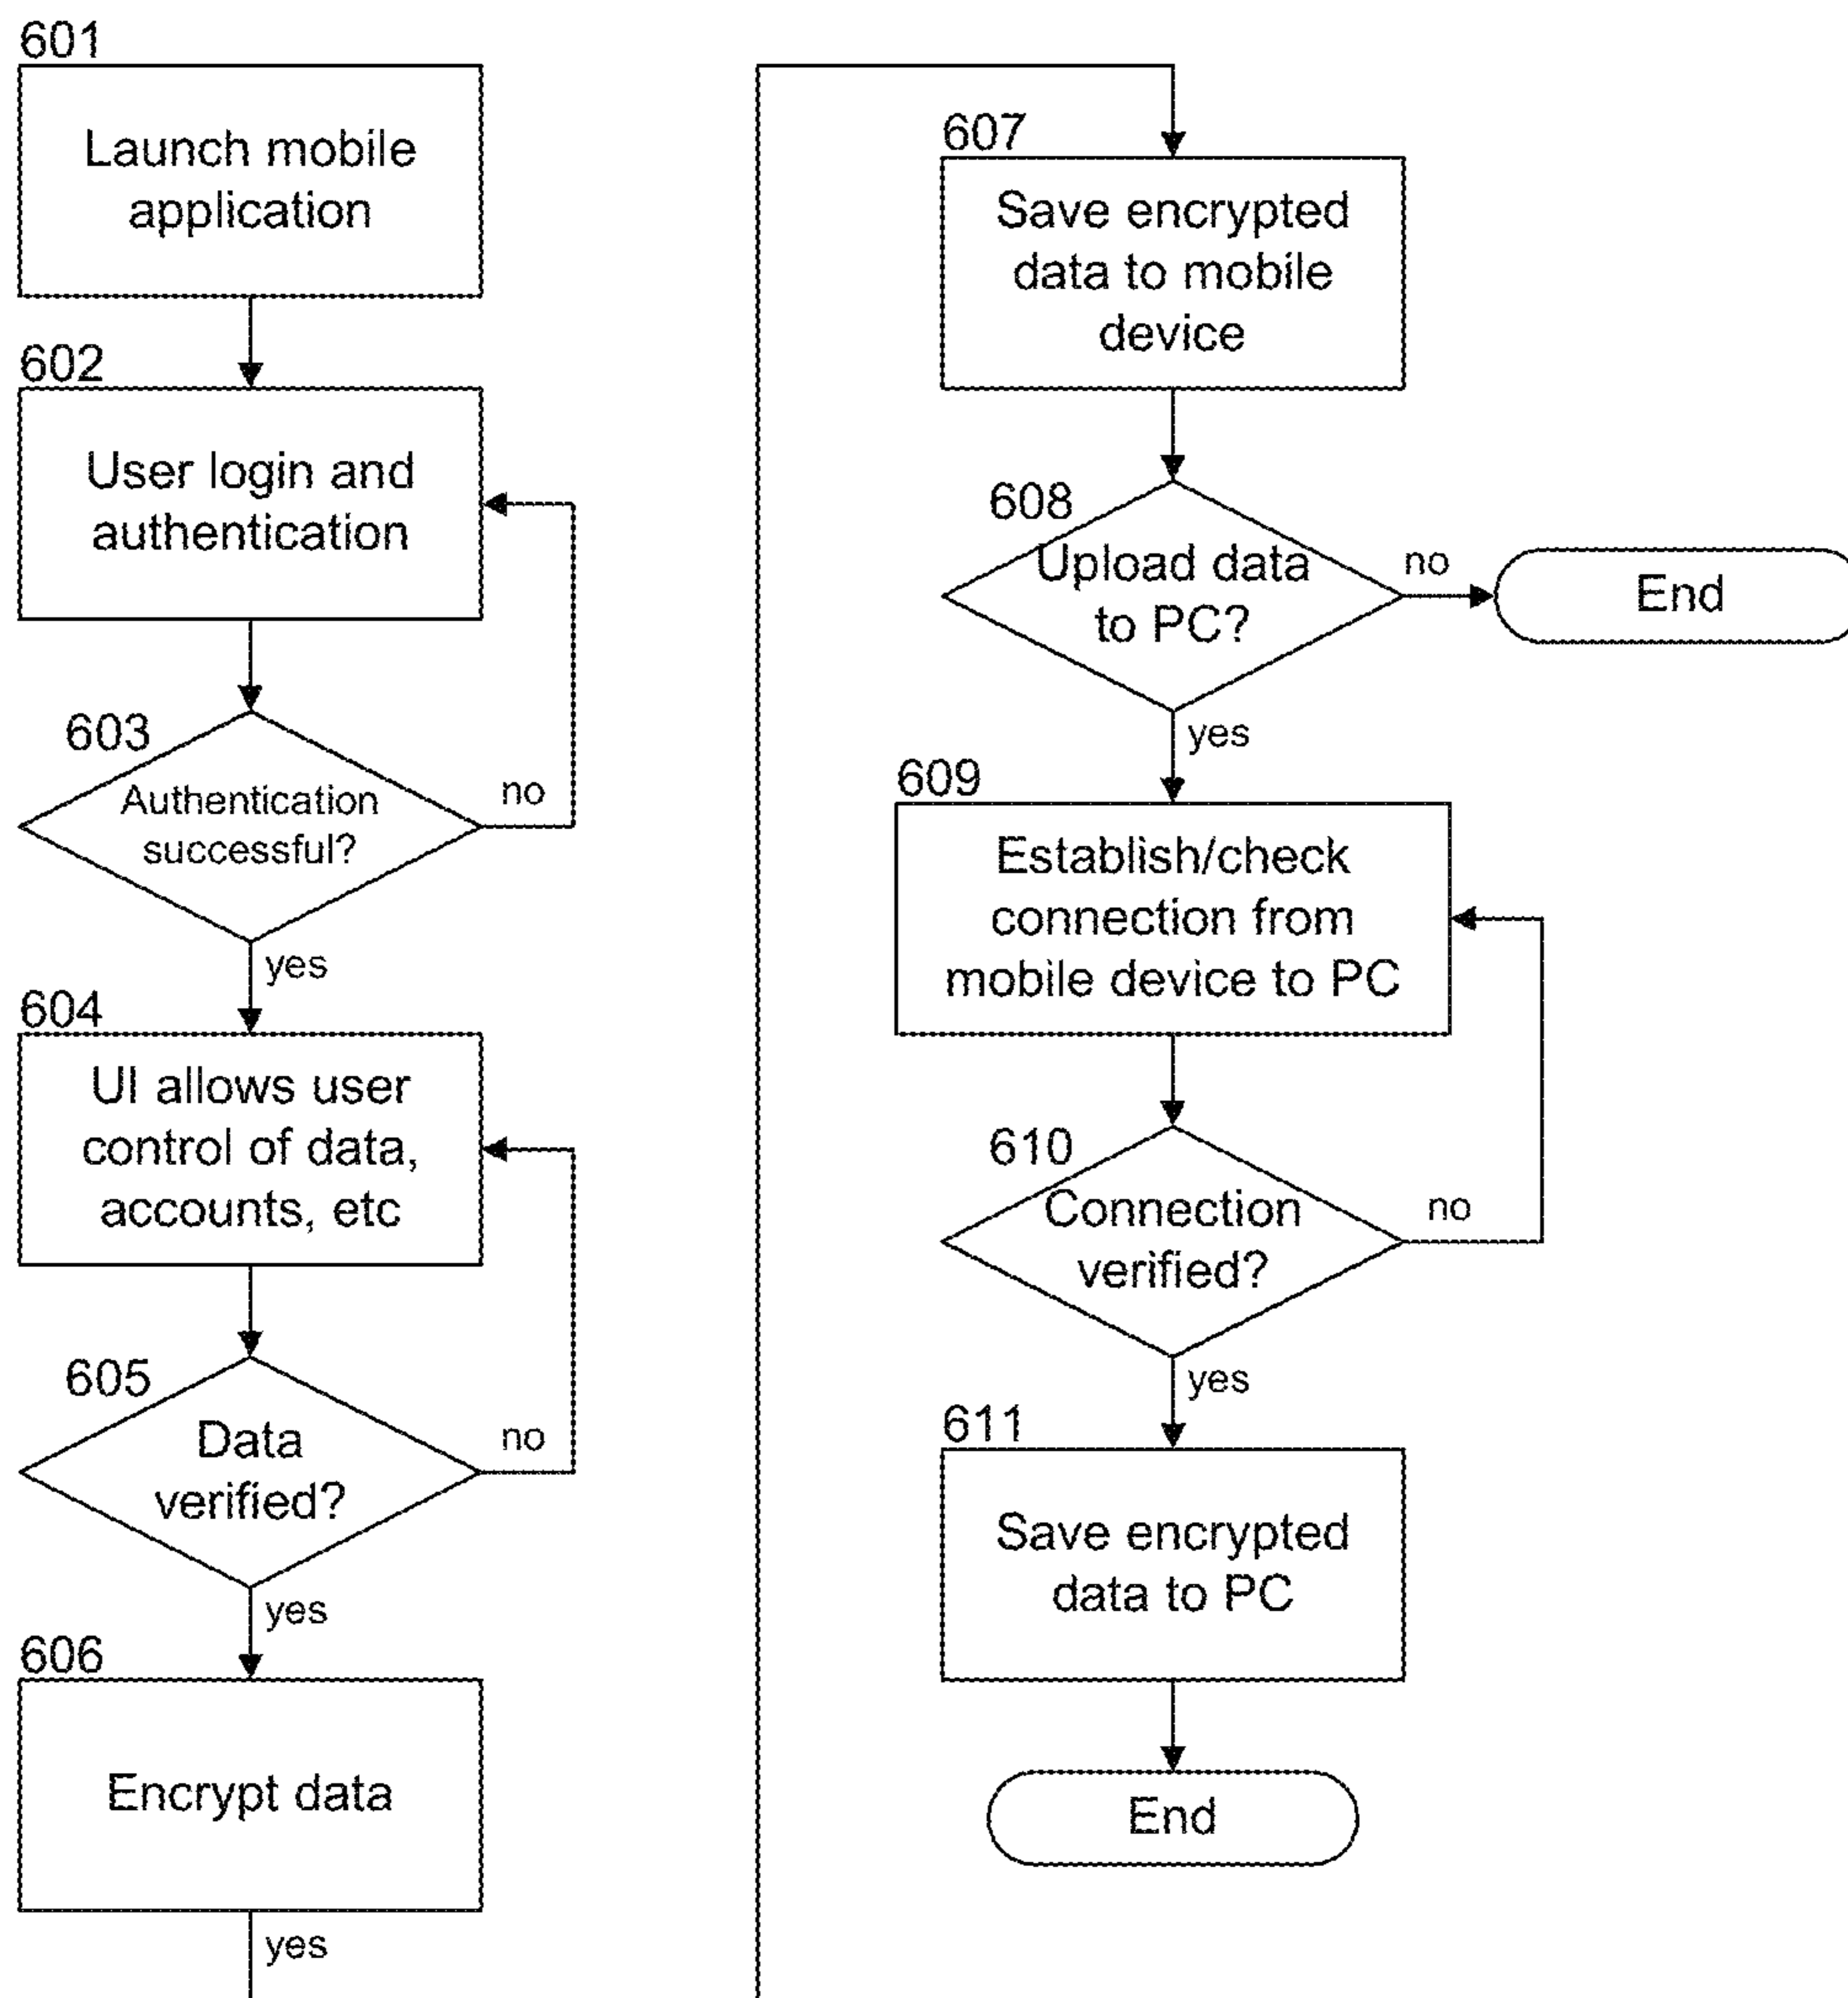 601
Launch mobile
application
602
User login and
authentication
603
Authentication
successful?
no
yes
604
UI allows user
control of data,
accounts, etc
605
Data
verified?
no
yes
606
Encrypt data
yes
607
Save encrypted
data to mobile
device
608
Upload data
to PC?
no
End
yes
609
Establish/check
connection from
mobile device to PC
610
Connection
verified?
no
yes
611
Save encrypted
data to PC
End